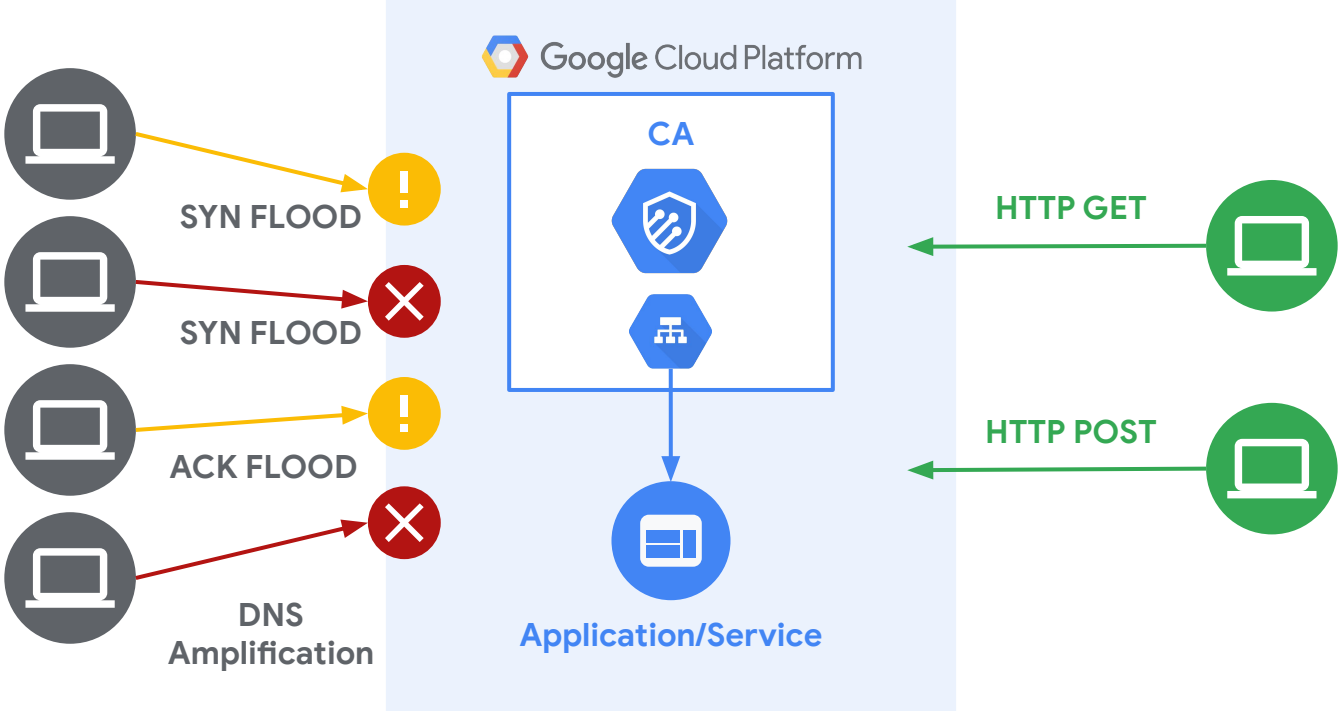 Google Cloud Platform
CA
SYN FLOOD
SYN FLOOD
ACK FLOOD
DNS
Amplification
HTTP GET
HTTP POST
Application/Service